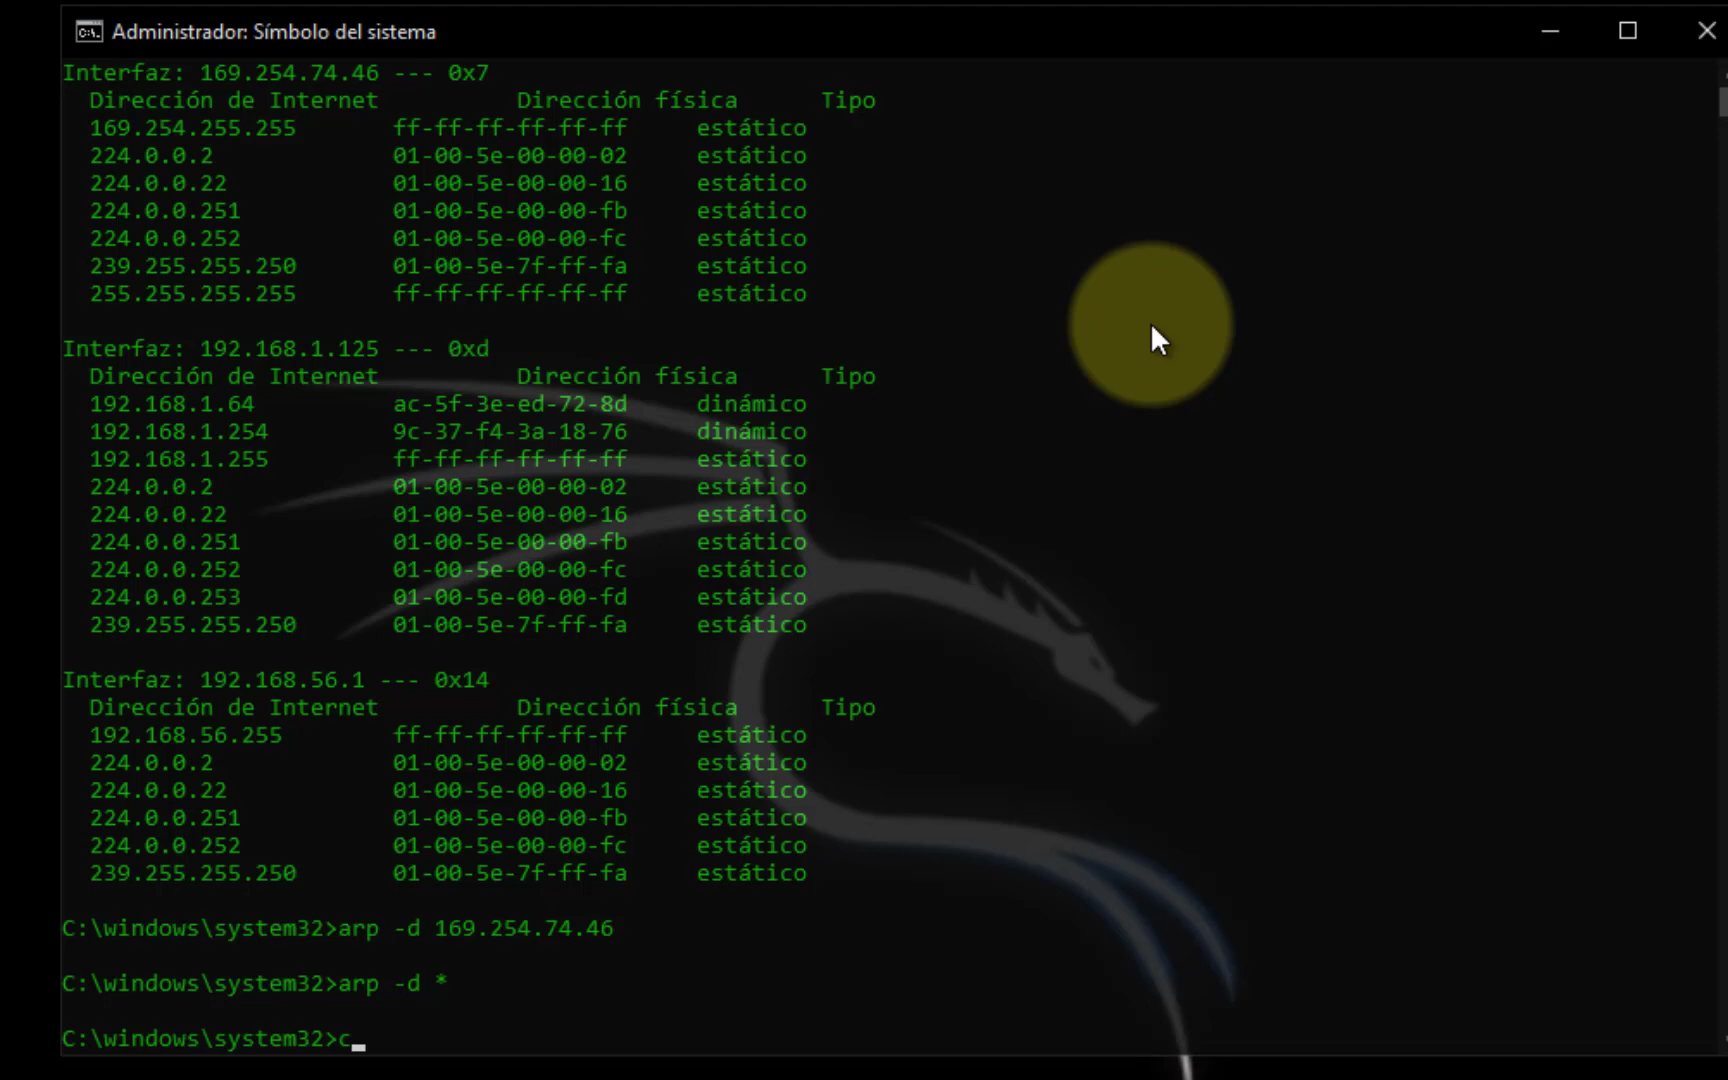 Administrador: Símbolo del sistema
Interfaz: 169.254.74.46 --- 0x7
Dirección de Internet Dirección física Tipo
169.254.255.255 ff-ff-ff-ff-ff-ff estático
224.0.0.2 01-00-5e-00-00-02 estático
224.0.0.22 01-00-5e-00-00-16 estático
224.0.0.251 01-00-5e-00-00-fb estático
224.0.0.252 01-00-5e-00-00-fc estático
239.255.255.250 01-00-5e-7f-ff-fa estático
255.255.255.255 ff-ff-ff-ff-ff-ff estático
Interfaz: 192.168.1.125 --- 0xd
Dirección de Internet Dirección física Tipo
192.168.1.64 ac-5f-3e-ed-72-8d dinámico
192.168.1.254 9c-37-f4-3a-18-76 dinámico
192.168.1.255 ff-ff-ff-ff-ff-ff estático
224.0.0.2 01-00-5e-00-00-02 estático
224.0.0.22 01-00-5e-00-00-16 estático
224.0.0.251 01-00-5e-00-00-fb estático
224.0.0.252 01-00-5e-00-00-fc estático
224.0.0.253 01-00-5e-00-00-fd estático
239.255.255.250 01-00-5e-7f-ff-fa estático
Interfaz: 192.168.56.1 --- 0x14
Dirección de Internet Dirección física Tipo
192.168.56.255 ff-ff-ff-ff-ff-ff estático
224.0.0.2 01-00-5e-00-00-02 estático
224.0.0.22 01-00-5e-00-00-16 estático
224.0.0.251 01-00-5e-00-00-fb estático
224.0.0.252 01-00-5e-00-00-fc estático
239.255.255.250 01-00-5e-7f-ff-fa estático
C:\windows\system32>arp -d 169.254.74.46
C:\windows\system32>arp -d *
C:\windows\system32>c